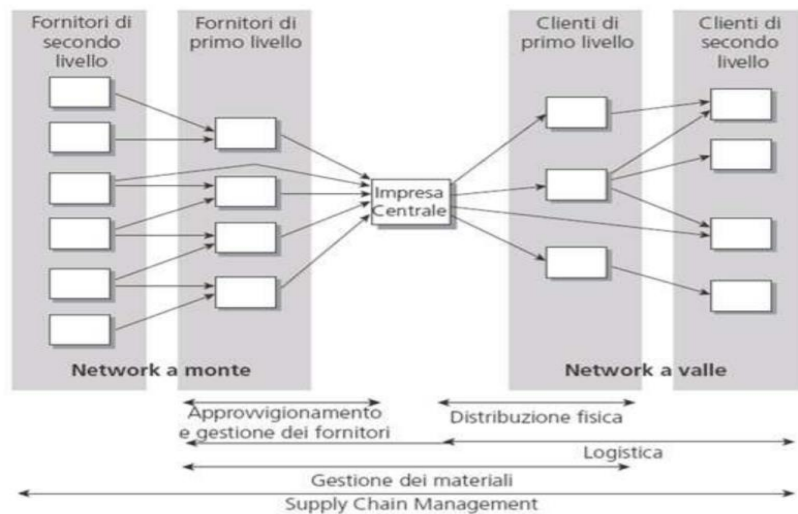 Fornitori di
secondo
livello
Fornitori di
primo livello
Clienti di
primo livello
Clienti di
secondo
livello
Impresa
Centrale
Network a monte
Network a valle
Approvvigionamento
e gestione dei fornitori
Distribuzione fisica
Logistica
Gestione dei materiali
Supply Chain Management